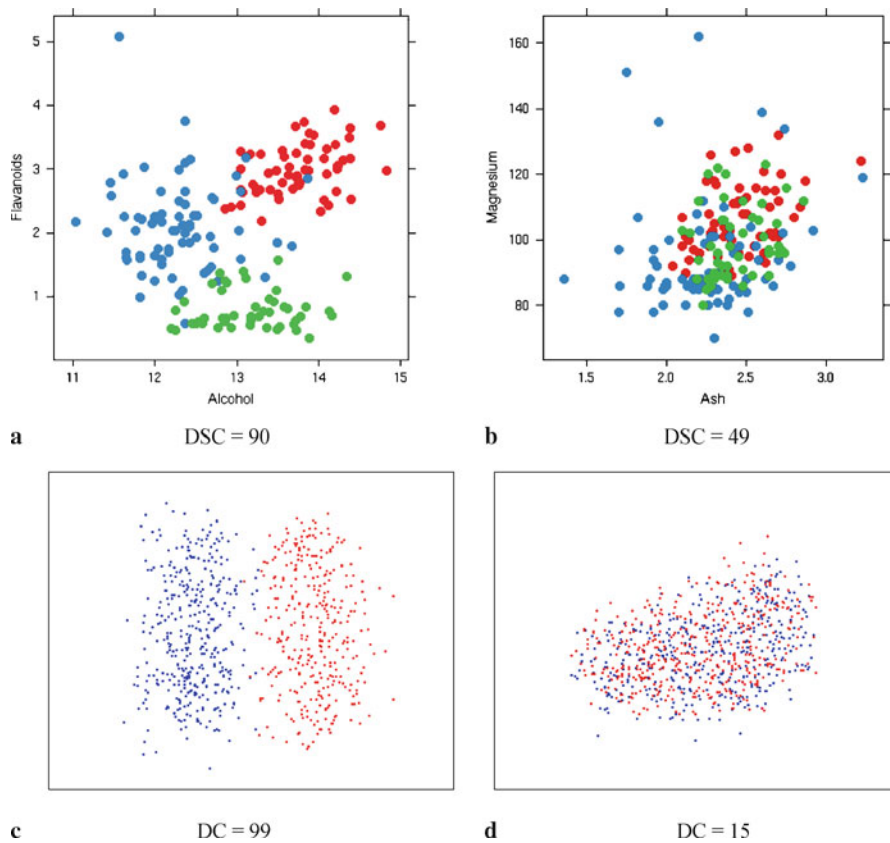 5
4
3
2
1
Flavanoids
11 12 13 14 15
Alcohol
160
140
120
100
80
Magnesium
1.5 2.0 2.5 3.0
Ash
a DSC = 90
b DSC = 49
c DC = 99
d DC = 15